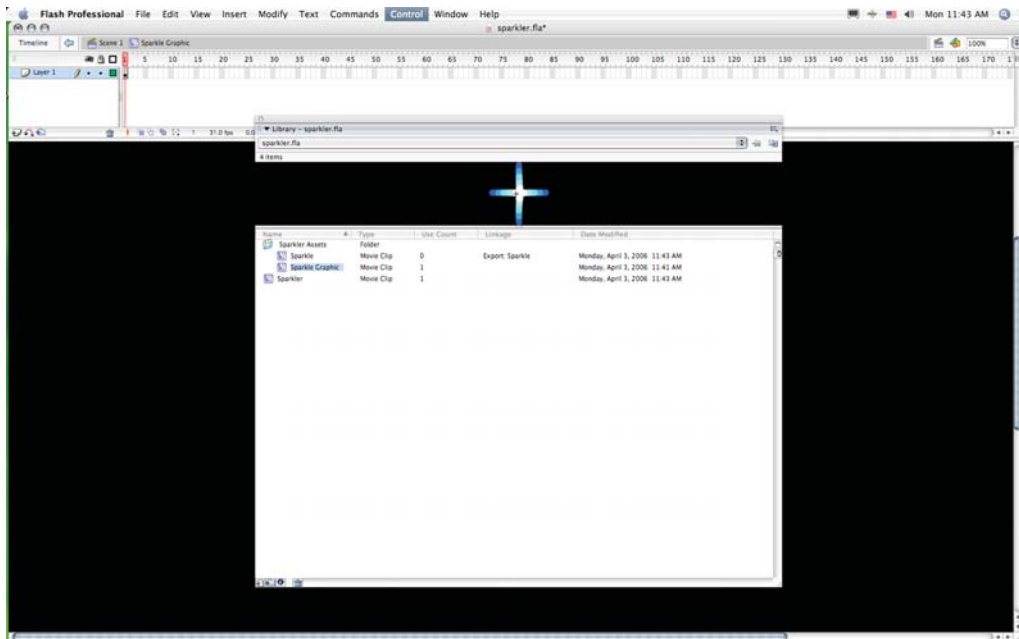 Flash Professional File Edit View Insert Modify Text Commands Control Window Help Mon 11:43 AM
sparkler.fla*
Timeline Scene 1 Sparkle Graphic 100%
5 10 15 20 25 30 35 40 45 50 55 60 65 70 75 80 85 90 95 100 105 110 115 120 125 130 135 140 145 150 155 160 165 170
Layer 1
1 31.0 fps
Library - sparkler.fla
sparkler.fla
4 items
Name Type Use Count Linkage Date Modified
Sparkler Assets Folder
Sparkle Movie Clip 0 Export: Sparkle Monday, April 3, 2006 11:43 AM
Sparkle Graphic Movie Clip 1 Monday, April 3, 2006 11:41 AM
Sparkler Movie Clip 1 Monday, April 3, 2006 11:43 AM